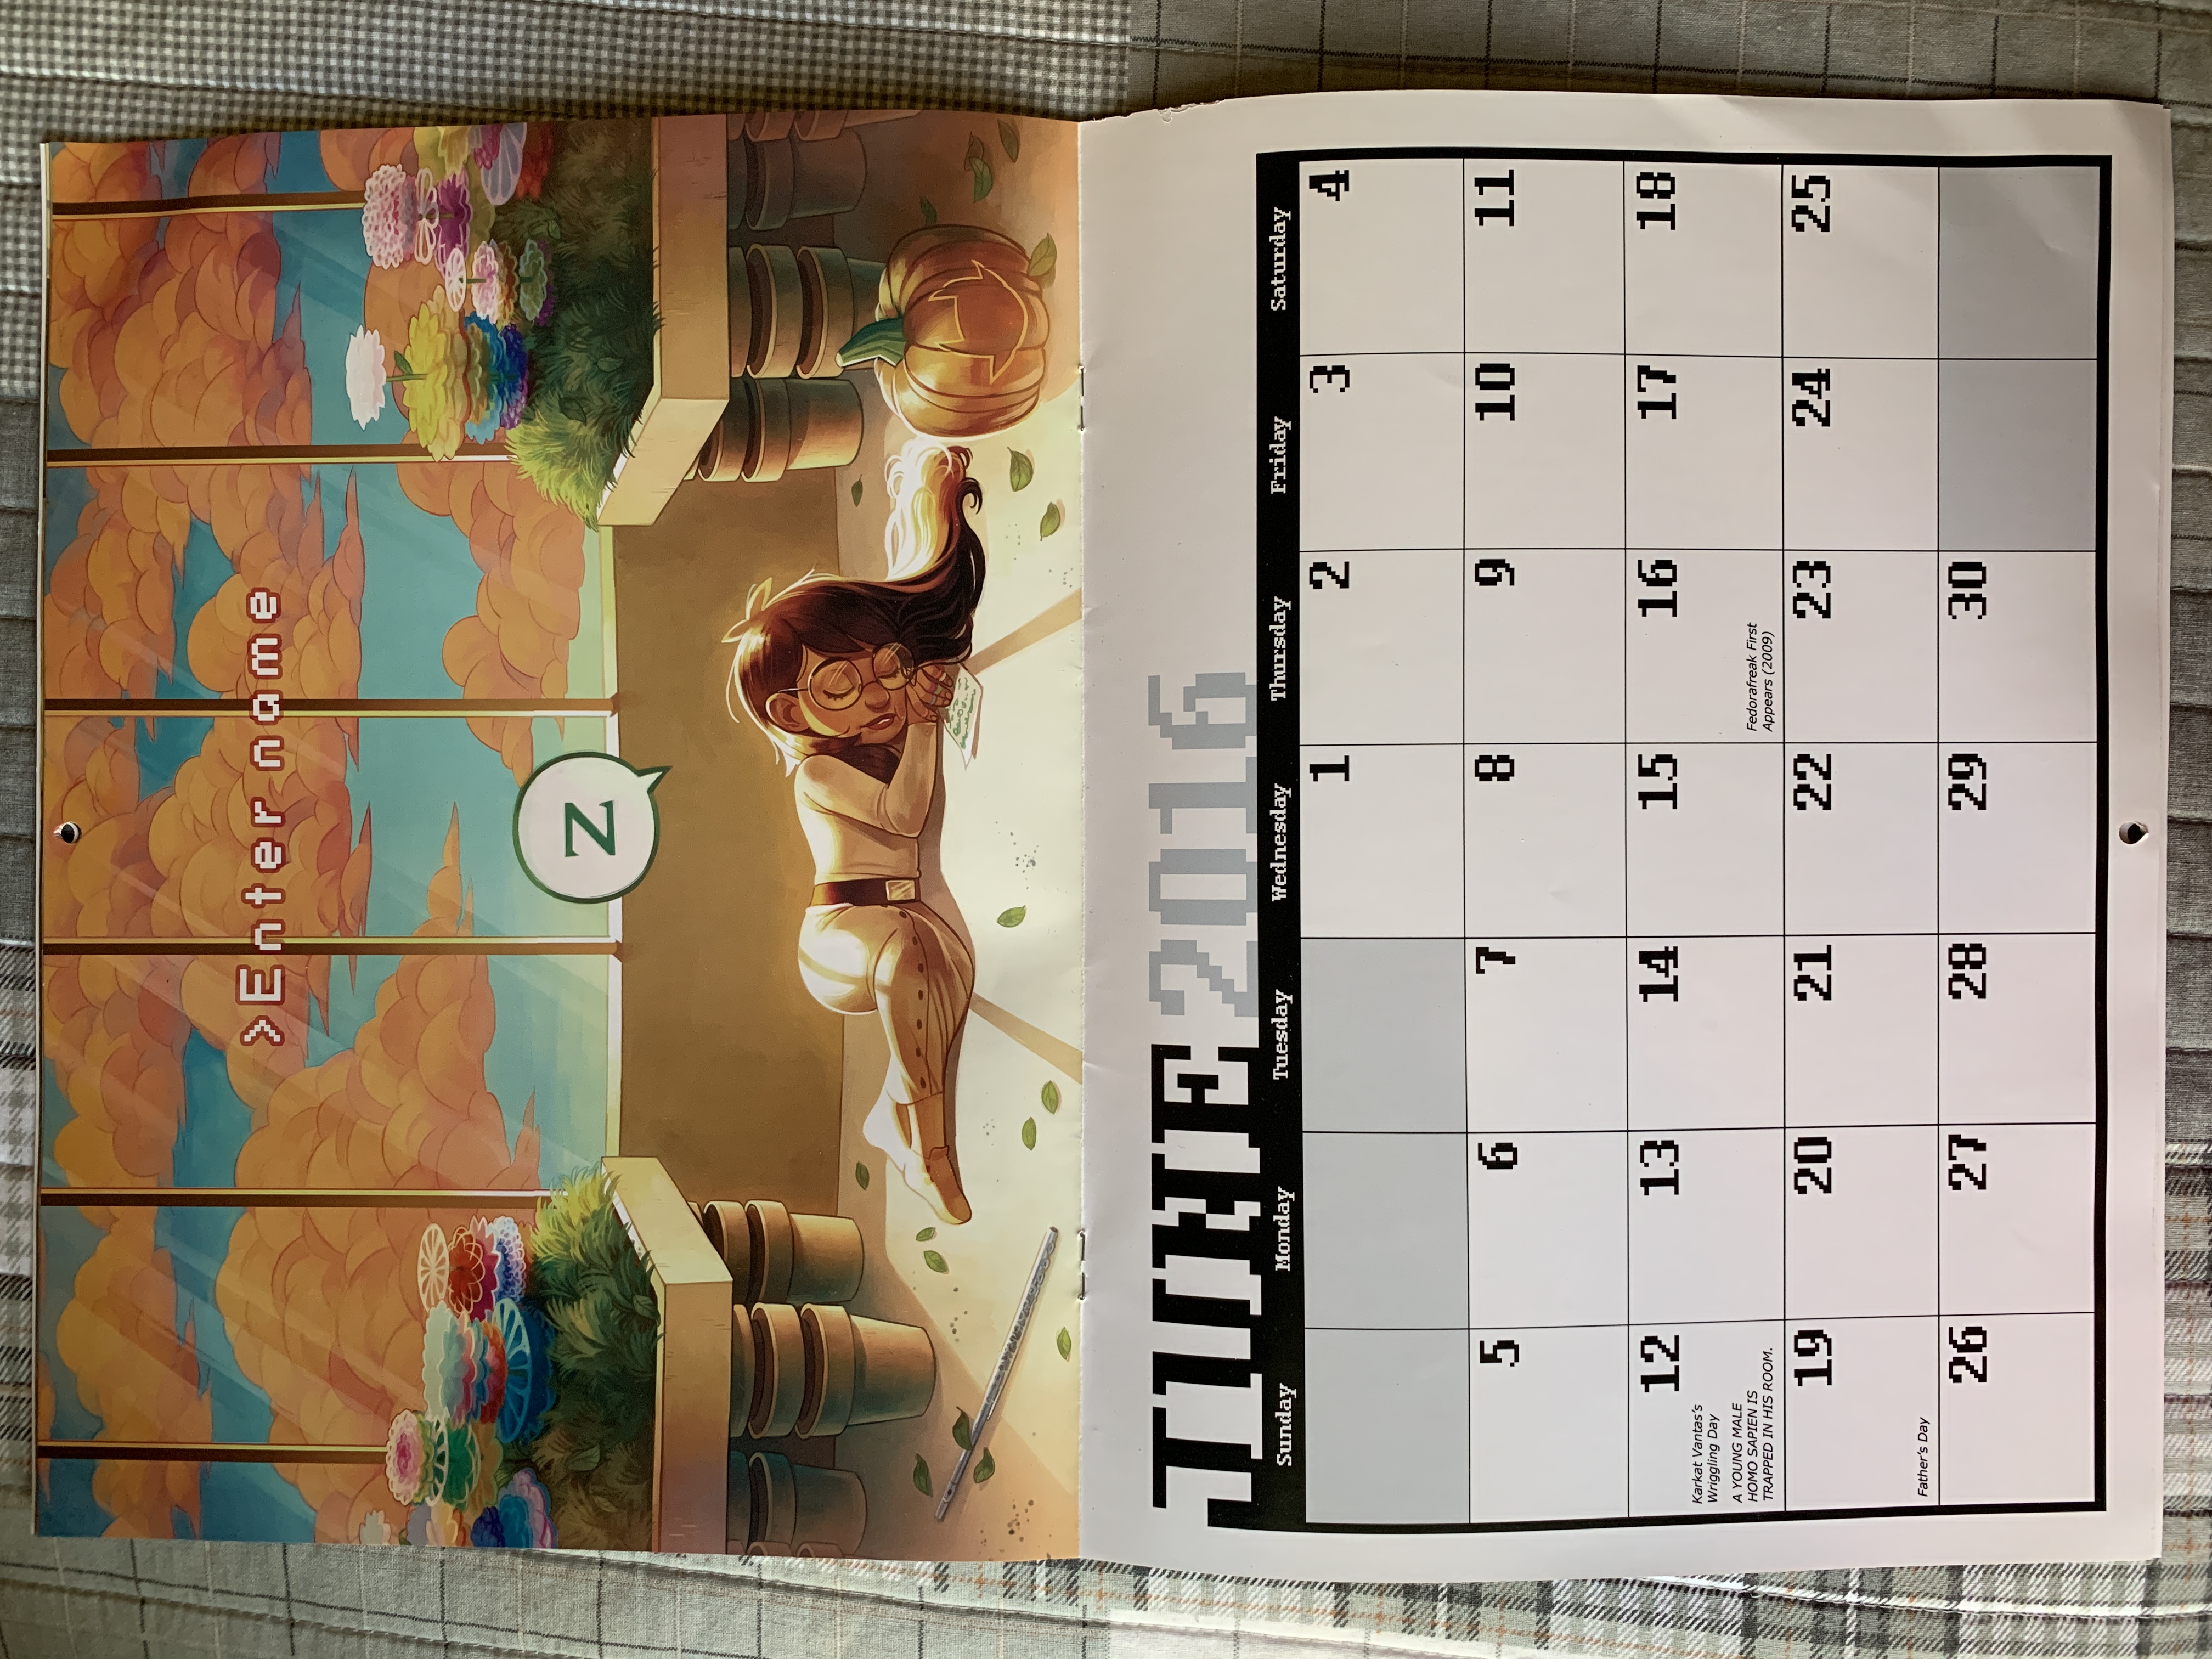 >Enter name
Z
JUNE 2016
Sunday Monday Tuesday Wednesday Thursday Friday Saturday
1 2 3 4
5 6 7 8 9 10 11
12 13 14 15 16 17 18
Karkat Vantas's
Wriggling Day
A YOUNG MALE
HOMO SAPIEN IS
TRAPPED IN HIS ROOM.
Fedorafreak First
Appears (2009)
19 20 21 22 23 24 25
Father's Day
26 27 28 29 30